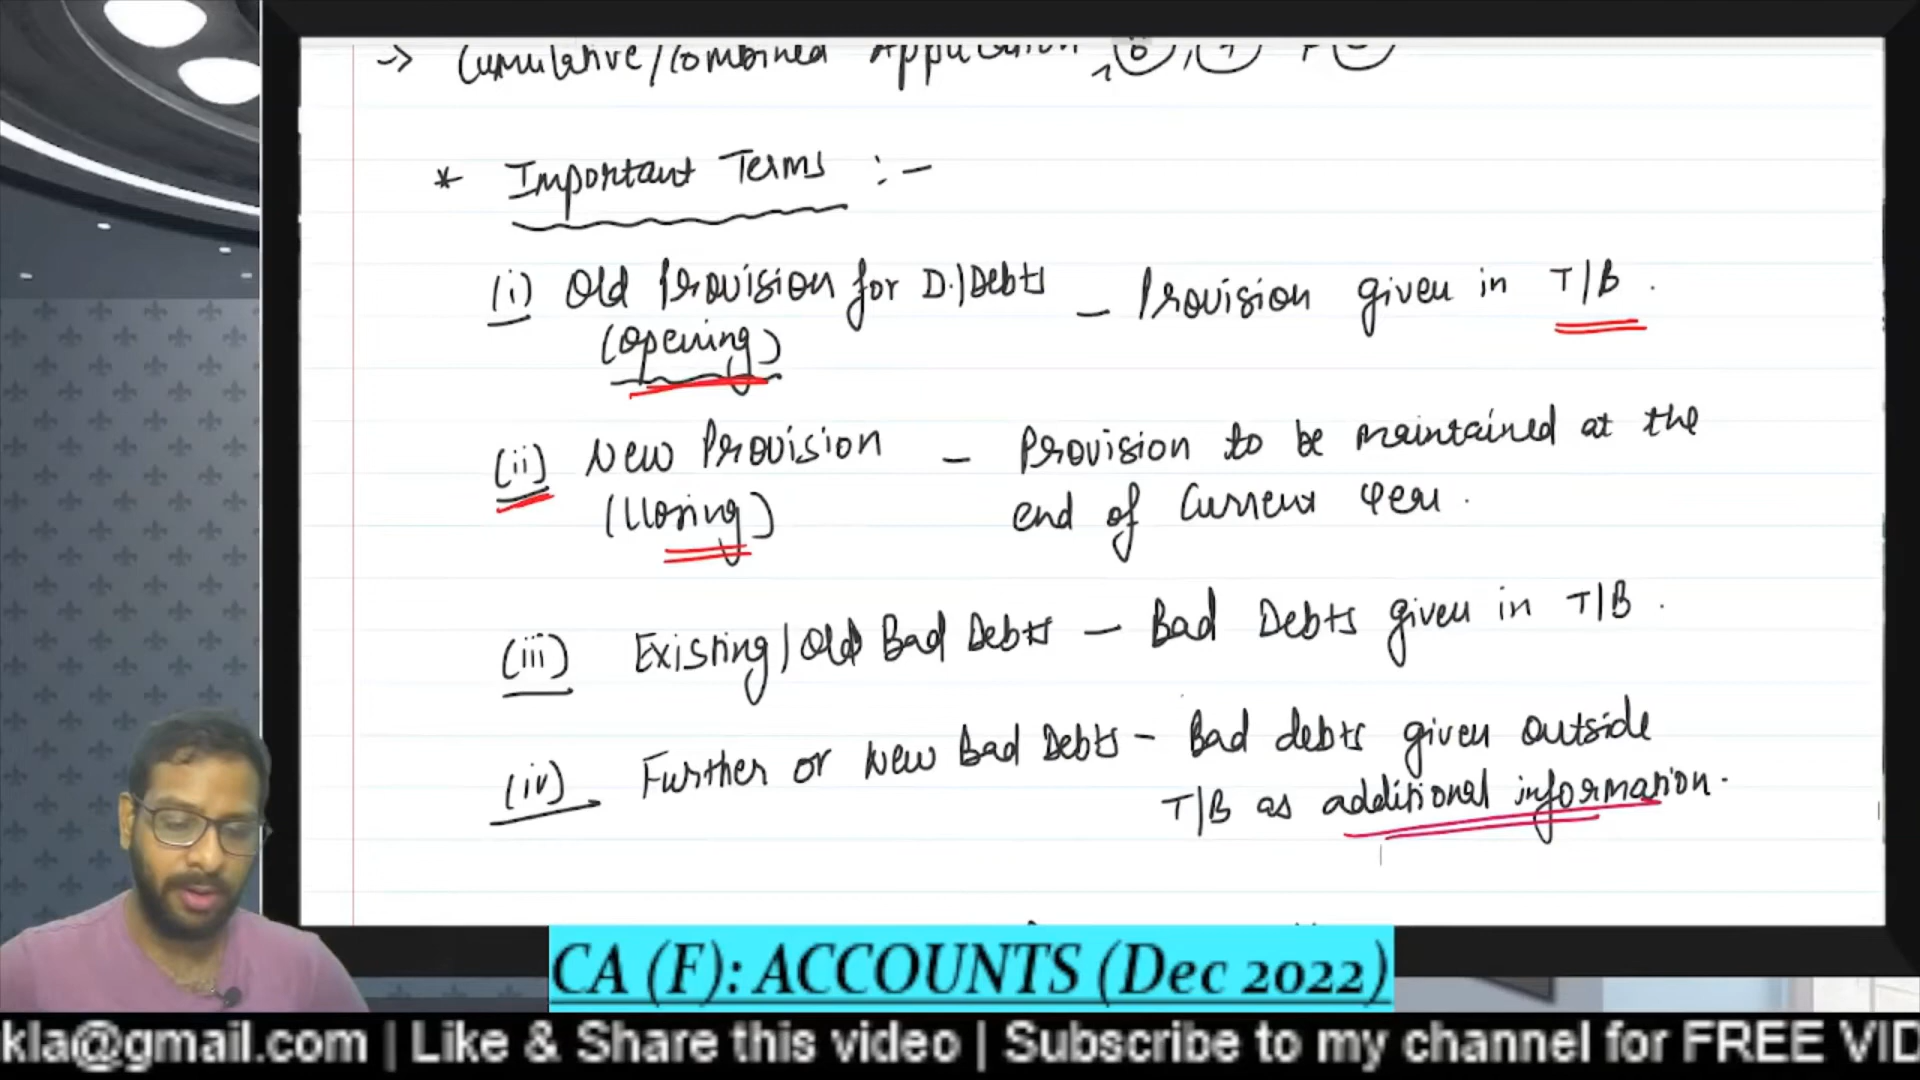 -> Cumulative/Combined Application
* Important Terms :-
(i) Old Provision for D.|Debts - Provision given in T|B.
(Opening)
(ii) New Provision - Provision to be maintained at the
(Closing) end of Current year.
(iii) Existing/Old Bad Debts - Bad Debts given in T|B.
(iv) Further or New Bad Debts - Bad debts given outside
T|B as additional information.
CA (F): ACCOUNTS (Dec 2022)
kla@gmail.com | Like & Share this video | Subscribe to my channel for FREE VID